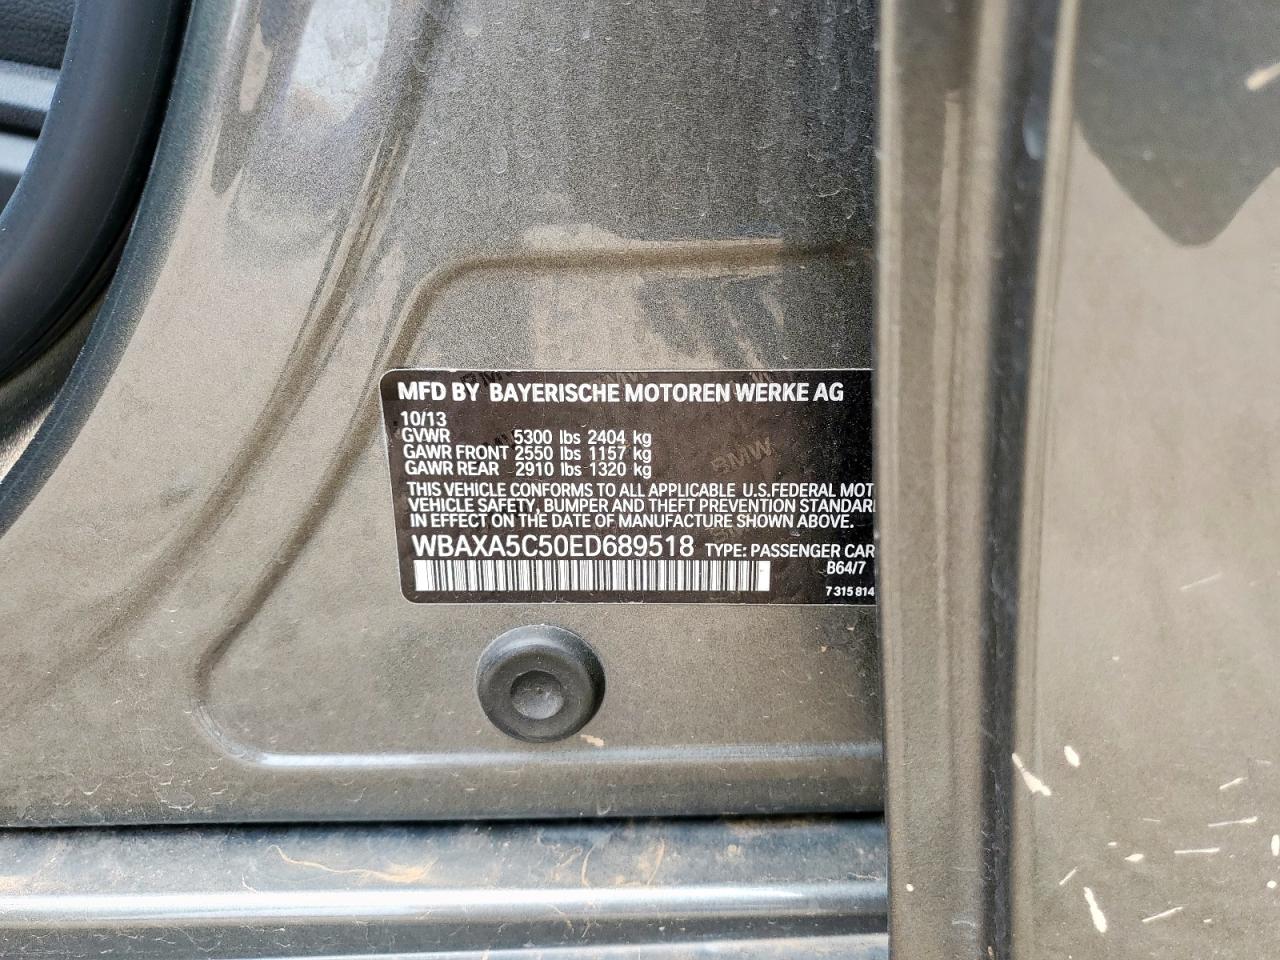 MFD BY BAYERISCHE MOTOREN WERKE AG
10/13
GVWR 5300 lbs 2404 kg
GAWR FRONT 2550 lbs 1157 kg
GAWR REAR 2910 lbs 1320 kg
THIS VEHICLE CONFORMS TO ALL APPLICABLE U.S.FEDERAL MOT
VEHICLE SAFETY, BUMPER AND THEFT PREVENTION STANDAR
IN EFFECT ON THE DATE OF MANUFACTURE SHOWN ABOVE.
WBAXA5C50ED689518 TYPE: PASSENGER CAR
B64/7
7 315 814